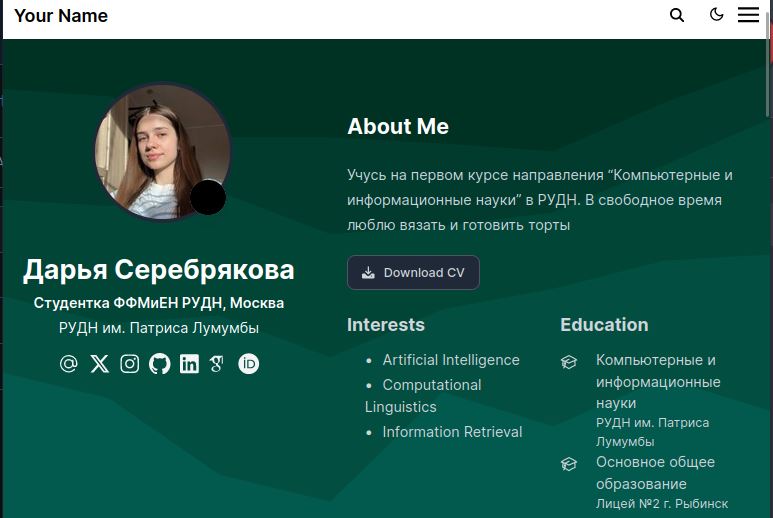 Your Name
About Me
Учусь на первом курсе направления “Компьютерные и
информационные науки” в РУДН. В свободное время
люблю вязать и готовить торты
Download CV
Дарья Серебрякова
Студентка ФФМиЕН РУДН, Москва
РУДН им. Патриса Лумумбы
Interests
• Artificial Intelligence
• Computational
Linguistics
• Information Retrieval
Education
Компьютерные и
информационные
науки
РУДН им. Патриса
Лумумбы
Основное общее
образование
Лицей №2 г. Рыбинск